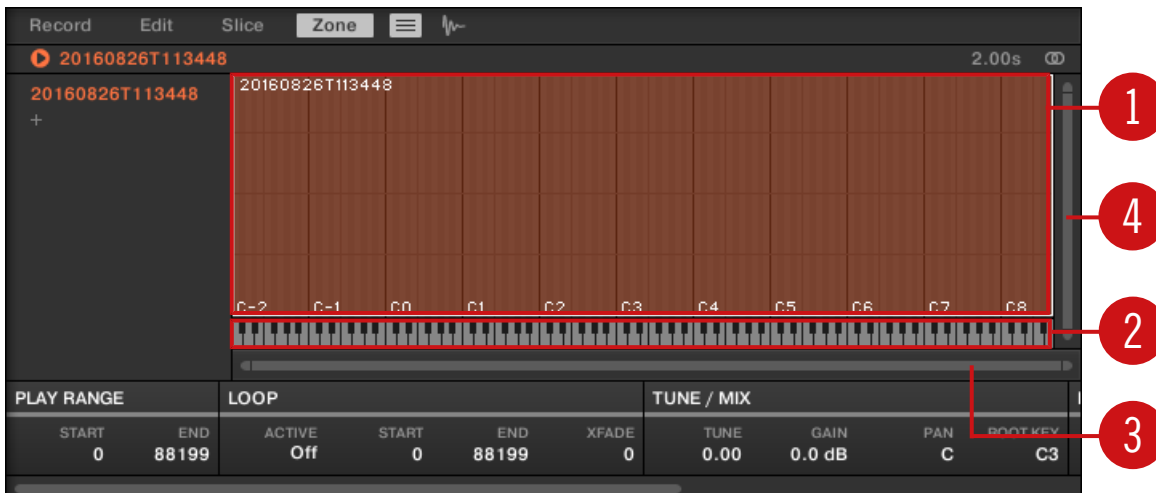 Record Edit Slice Zone
20160826T113448 2.00s
20160826T113448
+
20160826T113448
1
4
C-2 C-1 C0 C1 C2 C3 C4 C5 C6 C7 C8
2
3
PLAY RANGE LOOP TUNE / MIX
START END ACTIVE START END XFADE TUNE GAIN PAN ROOT KEY
0 88199 Off 0 88199 0 0.00 0.0 dB C C3